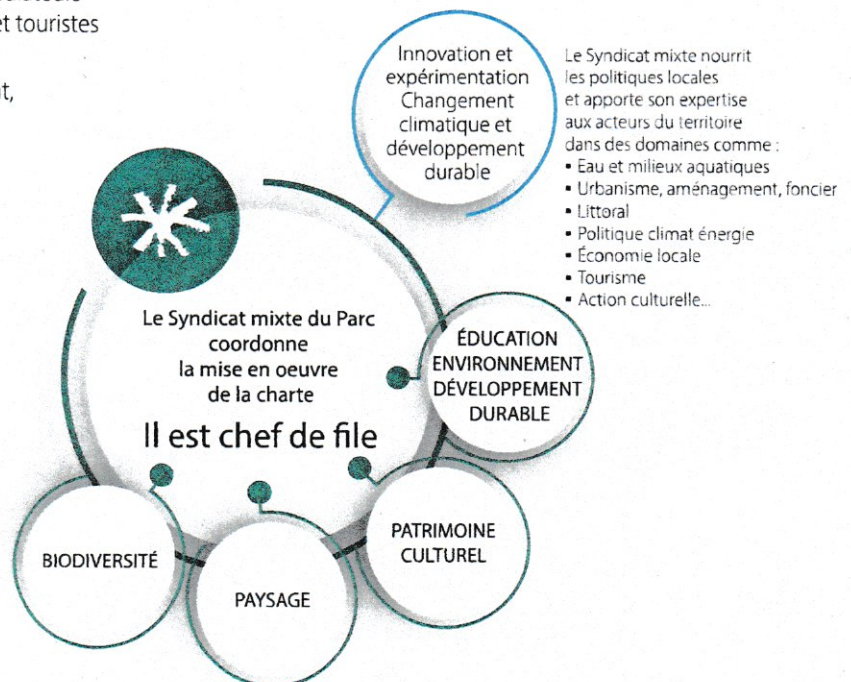 et touristes
Innovation et
expérimentation
Changement
climatique et
développement
durable
Le Syndicat mixte nourrit
les politiques locales
et apporte son expertise
aux acteurs du territoire
dans des domaines comme :
▪ Eau et milieux aquatiques
▪ Urbanisme, aménagement, foncier
▪ Littoral
▪ Politique climat énergie
▪ Économie locale
▪ Tourisme
▪ Action culturelle...
Le Syndicat mixte du Parc
coordonne
la mise en oeuvre
de la charte
Il est chef de file
ÉDUCATION
ENVIRONNEMENT
DÉVELOPPEMENT
DURABLE
PATRIMOINE
CULTUREL
PAYSAGE
BIODIVERSITÉ